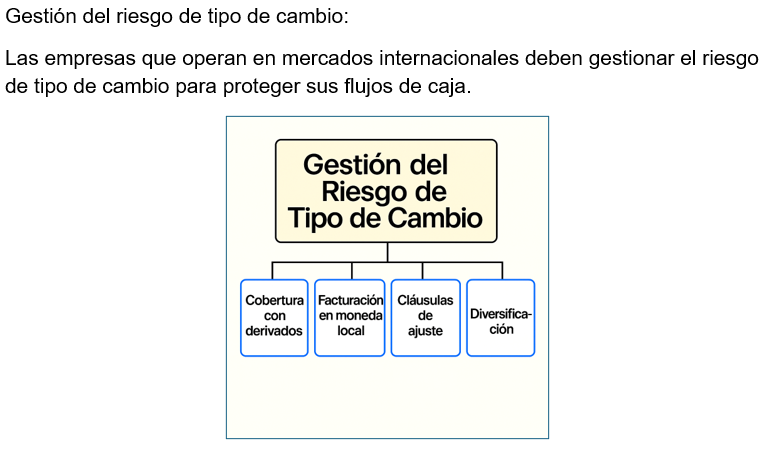 Gestión del riesgo de tipo de cambio:
Las empresas que operan en mercados internacionales deben gestionar el riesgo
de tipo de cambio para proteger sus flujos de caja.
Gestión del
Riesgo de
Tipo de Cambio
Cobertura
con
derivados
Facturación
en moneda
local
Cláusulas
de
ajuste
Diversifica-
ción